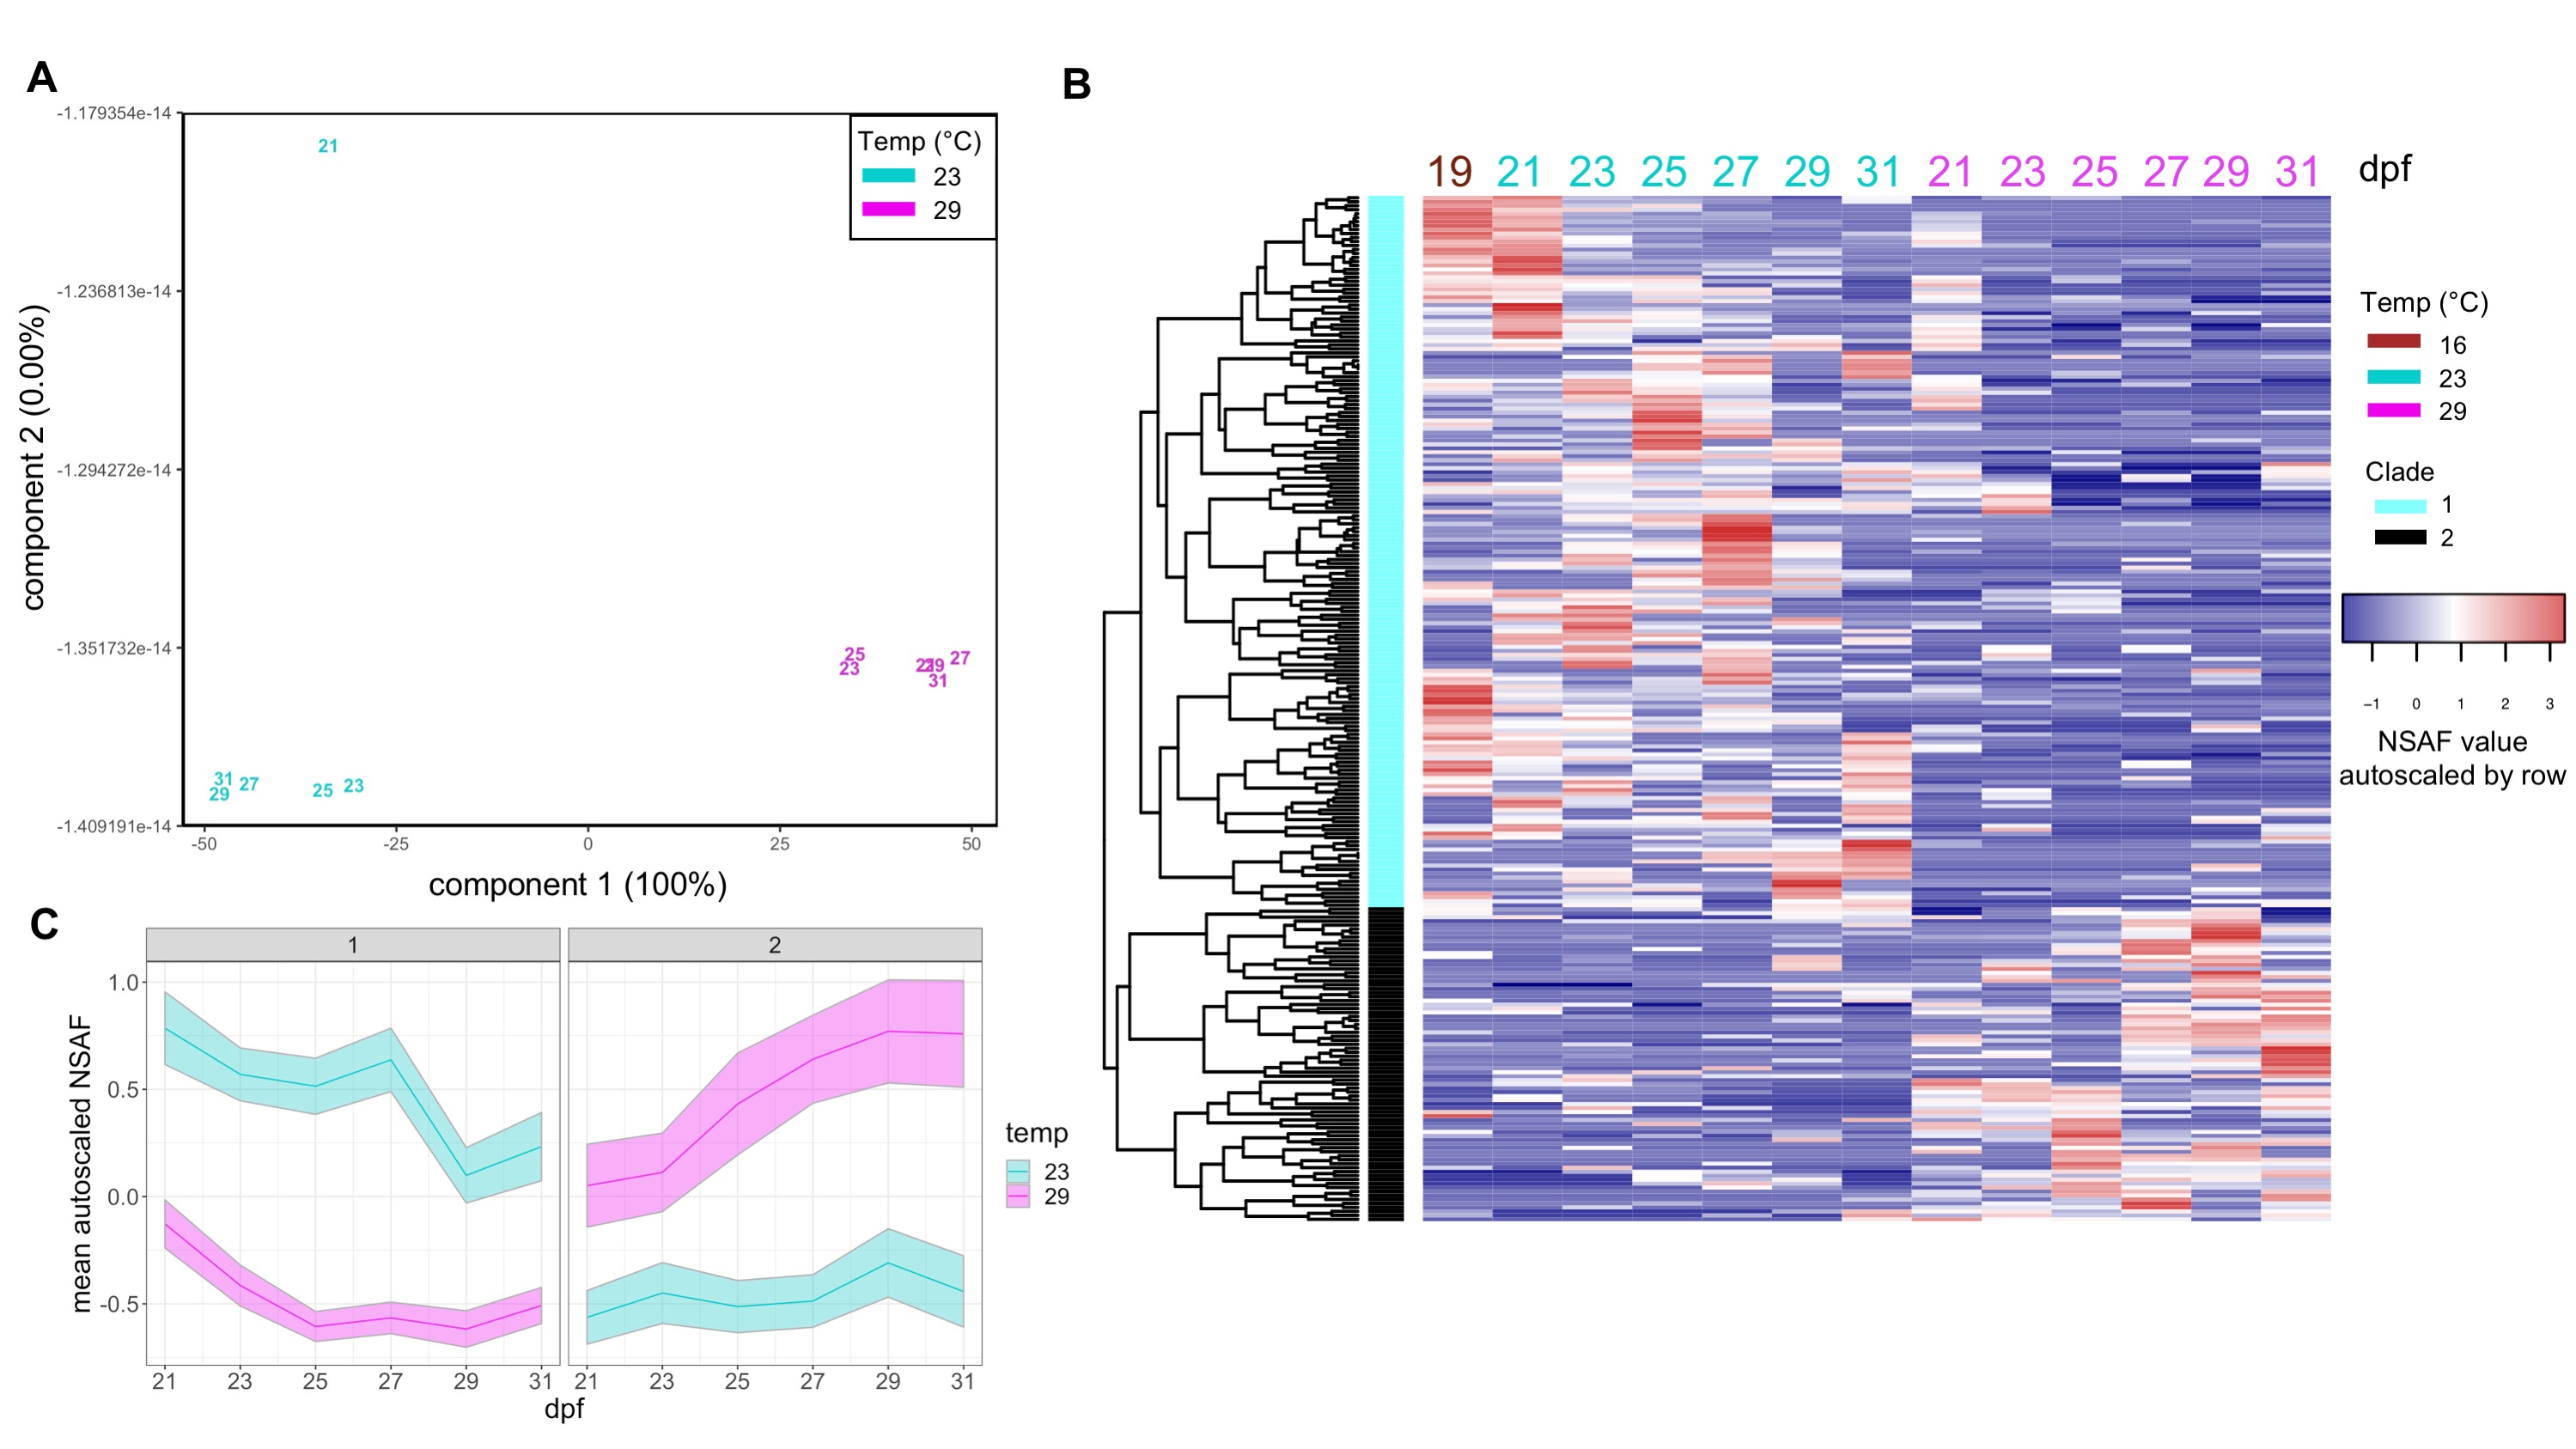 A
-1.179354e-14
-1.236813e-14
-1.294272e-14
-1.351732e-14
-1.409191e-14
component 2 (0.00%)
21
Temp (°C)
23
29
25
23
29
27
31
31
27
29
25
23
-50
-25
0
25
50
component 1 (100%)
B
19 21 23 25 27 29 31 21 23 25 27 29 31 dpf
Temp (°C)
16
23
29
Clade
1
2
−1 0 1 2 3
NSAF value
autoscaled by row
C
1
2
mean autoscaled NSAF
1.0
0.5
0.0
-0.5
21 23 25 27 29 31
21 23 25 27 29 31
dpf
temp
23
29